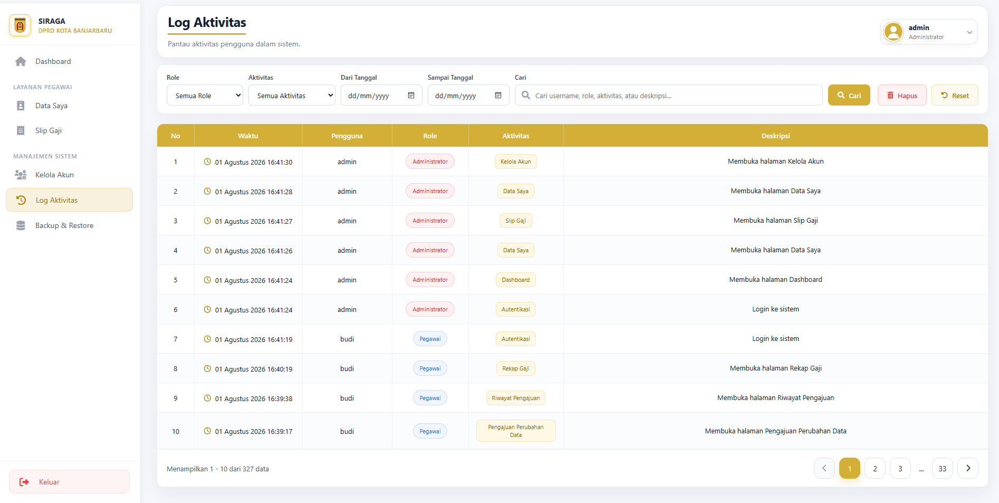 SIRAGA
DPRD KOTA BANJARBARU
Dashboard
LAYANAN PEGAWAI
Data Saya
Slip Gaji
MANAJEMEN SISTEM
Kelola Akun
Log Aktivitas
Backup & Restore
Keluar
Log Aktivitas
Pantau aktivitas pengguna dalam sistem.
admin
Administrator
Role Aktivitas Dari Tanggal Sampai Tanggal Cari
Semua Role Semua Aktivitas dd/mm/yyyy dd/mm/yyyy Cari username, role, aktivitas, atau deskripsi... Cari Hapus Reset
No Waktu Pengguna Role Aktivitas Deskripsi
1 01 Agustus 2026 16:41:30 admin Administrator Kelola Akun Membuka halaman Kelola Akun
2 01 Agustus 2026 16:41:28 admin Administrator Data Saya Membuka halaman Data Saya
3 01 Agustus 2026 16:41:27 admin Administrator Slip Gaji Membuka halaman Slip Gaji
4 01 Agustus 2026 16:41:26 admin Administrator Data Saya Membuka halaman Data Saya
5 01 Agustus 2026 16:41:24 admin Administrator Dashboard Membuka halaman Dashboard
6 01 Agustus 2026 16:41:24 admin Administrator Autentikasi Login ke sistem
7 01 Agustus 2026 16:41:19 budi Pegawai Autentikasi Login ke sistem
8 01 Agustus 2026 16:40:19 budi Pegawai Rekap Gaji Membuka halaman Rekap Gaji
9 01 Agustus 2026 16:39:38 budi Pegawai Riwayat Pengajuan Membuka halaman Riwayat Pengajuan
10 01 Agustus 2026 16:39:17 budi Pegawai Pengajuan Perubahan Data Membuka halaman Pengajuan Perubahan Data
Menampilkan 1 - 10 dari 327 data
1 2 3 ... 33